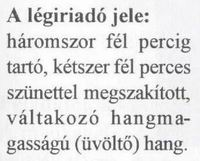 A légiriadó jele:
háromszor fél percig
tartó, kétszer fél perces
szünettel megszakított,
váltakozó hangma-
gasságú (üvöltő) hang.